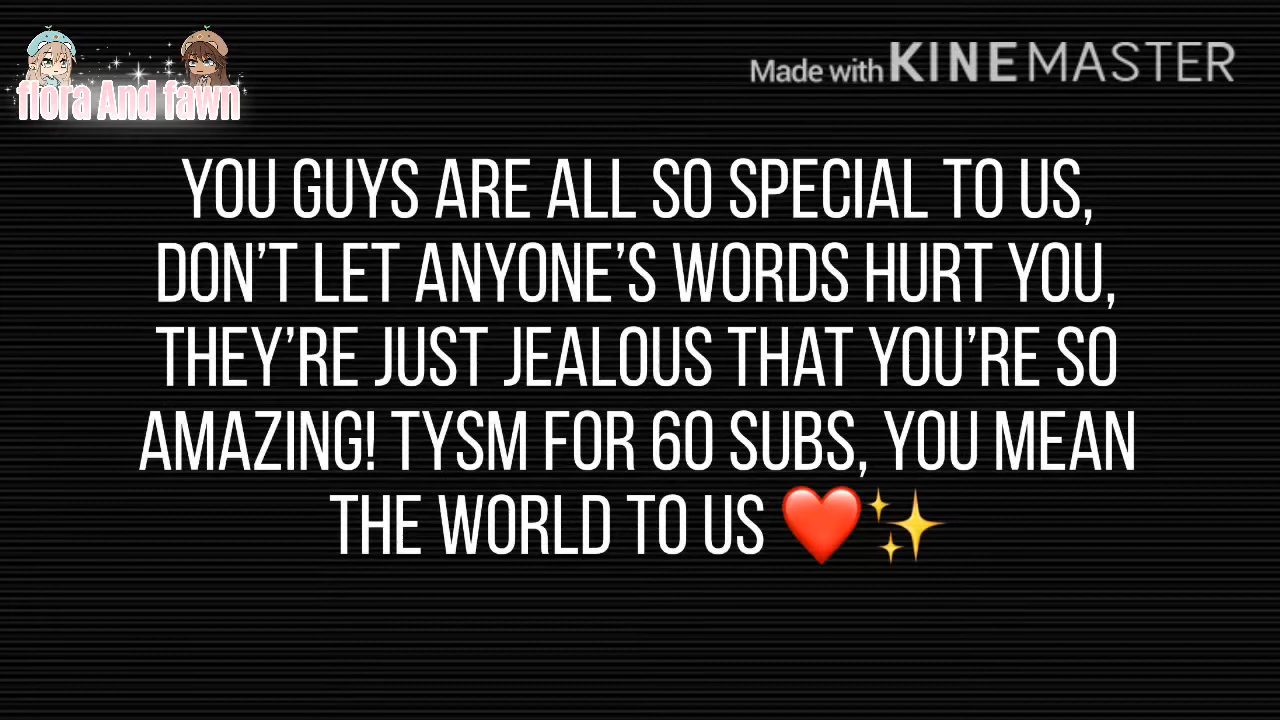 flora And fawn
Made with KINEMASTER
YOU GUYS ARE ALL SO SPECIAL TO US,
DON’T LET ANYONE’S WORDS HURT YOU,
THEY’RE JUST JEALOUS THAT YOU’RE SO
AMAZING! TYSM FOR 60 SUBS, YOU MEAN
THE WORLD TO US ❤️✨